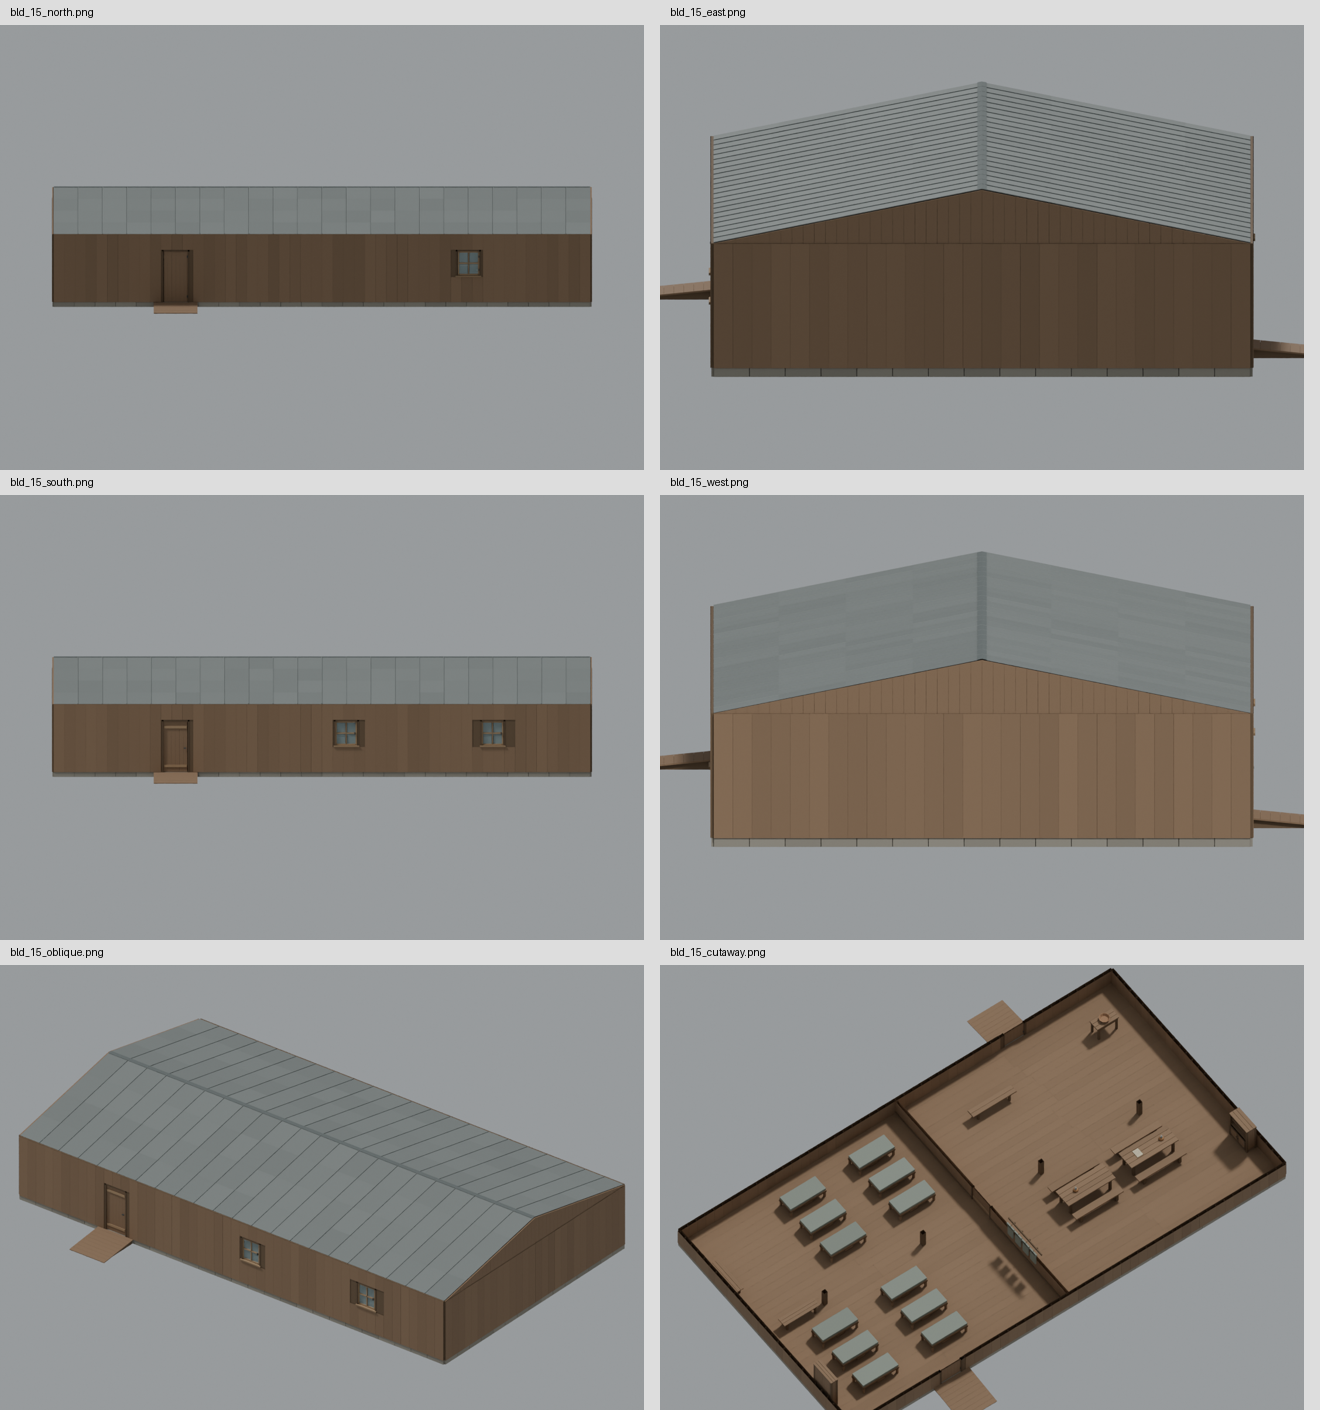 bld_15_north.png
bld_15_east.png
bld_15_south.png
bld_15_west.png
bld_15_oblique.png
bld_15_cutaway.png